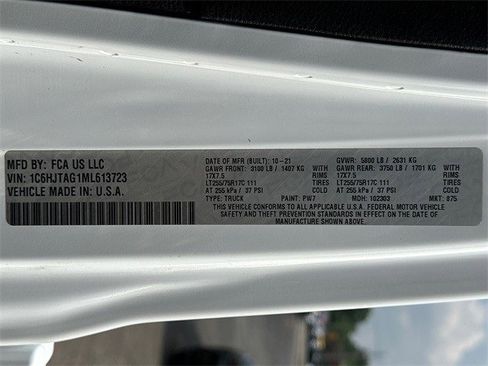 MFD BY: FCA US LLC
VIN: 1C6HJTAG1ML613723
VEHICLE MADE IN: U.S.A.
DATE OF MFR (BUILT): 10-21 GVWR: 5800 LB / 2631 KG
GAWR FRONT: 3100 LB / 1407 KG WITH GAWR REAR: 3750 LB / 1701 KG WITH
17X7.5 RIMS 17X7.5 RIMS
LT255/75R17C 111 TIRES LT255/75R17C 111 TIRES
AT 255 kPa / 37 PSI COLD AT 255 kPa / 37 PSI COLD
TYPE: TRUCK PAINT: PW7 MDH: 102303 MKT: 875
THIS VEHICLE CONFORMS TO ALL APPLICABLE U.S.A. FEDERAL MOTOR VEHICLE
SAFETY AND THEFT PREVENTION STANDARDS IN EFFECT ON THE DATE OF
MANUFACTURE SHOWN ABOVE.